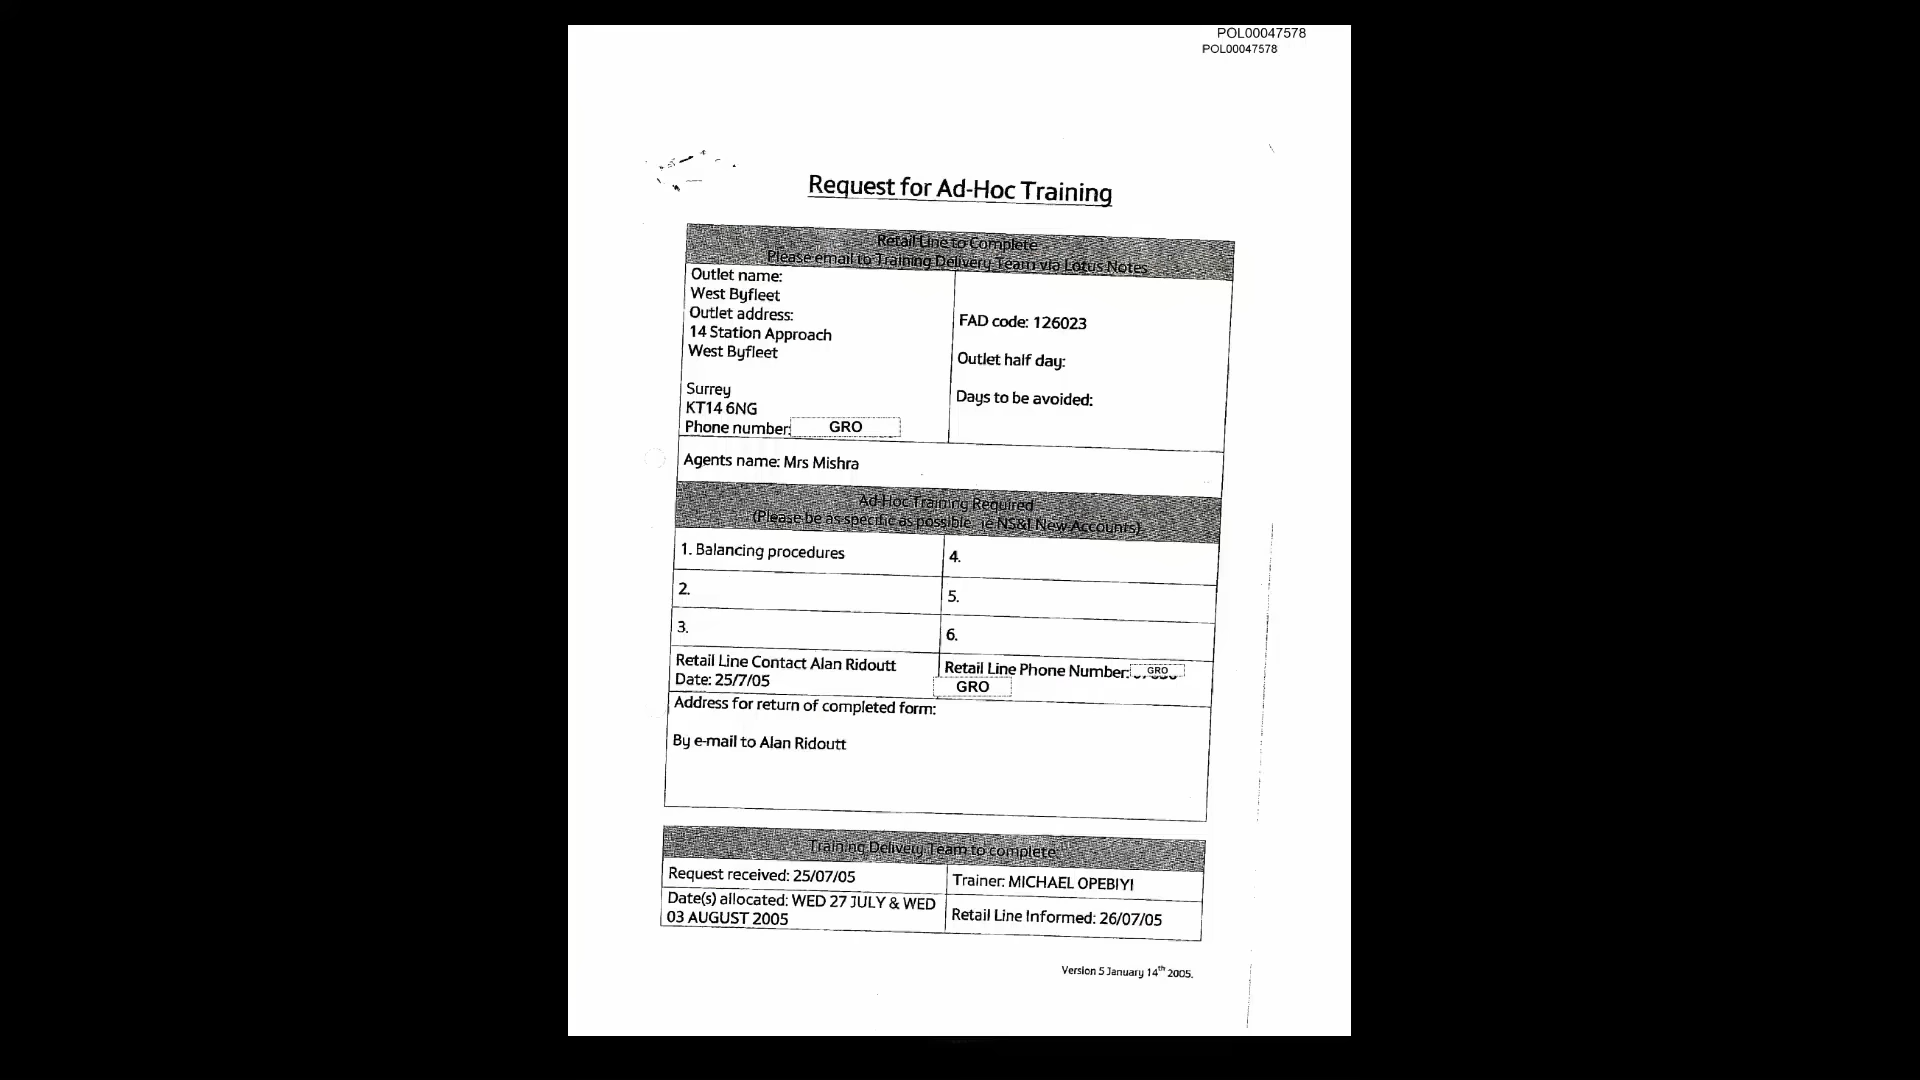 POL00047578
POL00047578
Request for Ad-Hoc Training
Retail Line to Complete
Please email to Training Delivery Team via Lotus Notes
Outlet name:
West Byfleet
Outlet address:
14 Station Approach
West Byfleet
Surrey
KT14 6NG
Phone number: GRO
FAD code: 126023
Outlet half day:
Days to be avoided:
Agents name: Mrs Mishra
Ad-Hoc Training Required
(Please be as specific as possible ie NS&I New Accounts)
1. Balancing procedures
4.
2.
5.
3.
6.
Retail Line Contact Alan Ridoutt
Date: 25/7/05
Retail Line Phone Number: GRO
GRO
Address for return of completed form:
By e-mail to Alan Ridoutt
Training Delivery Team to complete
Request received: 25/07/05
Trainer: MICHAEL OPEBIYI
Date(s) allocated: WED 27 JULY & WED
03 AUGUST 2005
Retail Line Informed: 26/07/05
Version 5 January 14th 2005.